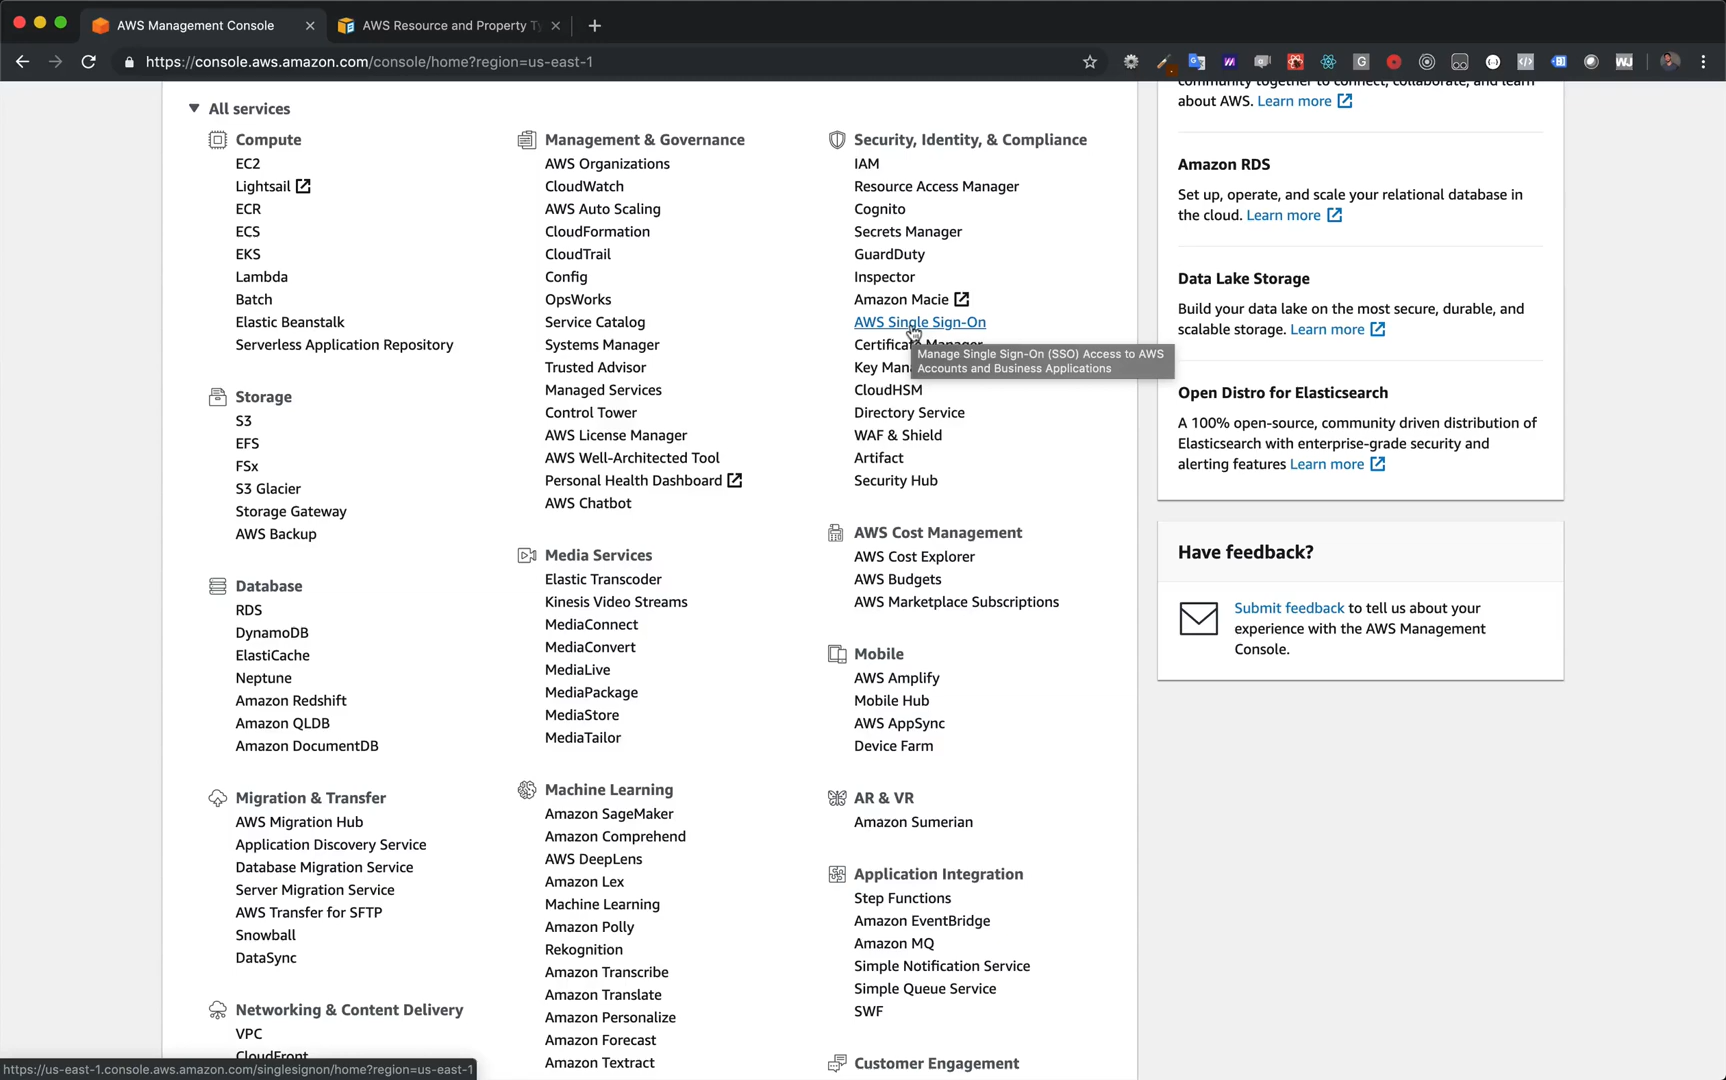 AWS Management Console
AWS Resource and Property T
https://console.aws.amazon.com/console/home?region=us-east-1
All services
Compute
EC2
Lightsail
ECR
ECS
EKS
Lambda
Batch
Elastic Beanstalk
Serverless Application Repository
Storage
S3
EFS
FSx
S3 Glacier
Storage Gateway
AWS Backup
Database
RDS
DynamoDB
ElastiCache
Neptune
Amazon Redshift
Amazon QLDB
Amazon DocumentDB
Migration & Transfer
AWS Migration Hub
Application Discovery Service
Database Migration Service
Server Migration Service
AWS Transfer for SFTP
Snowball
DataSync
Networking & Content Delivery
VPC
CloudFront
Management & Governance
AWS Organizations
CloudWatch
AWS Auto Scaling
CloudFormation
CloudTrail
Config
OpsWorks
Service Catalog
Systems Manager
Trusted Advisor
Managed Services
Control Tower
AWS License Manager
AWS Well-Architected Tool
Personal Health Dashboard
AWS Chatbot
Media Services
Elastic Transcoder
Kinesis Video Streams
MediaConnect
MediaConvert
MediaLive
MediaPackage
MediaStore
MediaTailor
Machine Learning
Amazon SageMaker
Amazon Comprehend
AWS DeepLens
Amazon Lex
Machine Learning
Amazon Polly
Rekognition
Amazon Transcribe
Amazon Translate
Amazon Personalize
Amazon Forecast
Amazon Textract
Security, Identity, & Compliance
IAM
Resource Access Manager
Cognito
Secrets Manager
GuardDuty
Inspector
Amazon Macie
AWS Single Sign-On
Certificate Manager
Manage Single Sign-On (SSO) Access to AWS
Accounts and Business Applications
Key Man
CloudHSM
Directory Service
WAF & Shield
Artifact
Security Hub
AWS Cost Management
AWS Cost Explorer
AWS Budgets
AWS Marketplace Subscriptions
Mobile
AWS Amplify
Mobile Hub
AWS AppSync
Device Farm
AR & VR
Amazon Sumerian
Application Integration
Step Functions
Amazon EventBridge
Amazon MQ
Simple Notification Service
Simple Queue Service
SWF
Customer Engagement
community together to connect, collaborate, and learn
about AWS. Learn more
Amazon RDS
Set up, operate, and scale your relational database in
the cloud. Learn more
Data Lake Storage
Build your data lake on the most secure, durable, and
scalable storage. Learn more
Open Distro for Elasticsearch
A 100% open-source, community driven distribution of
Elasticsearch with enterprise-grade security and
alerting features Learn more
Have feedback?
Submit feedback to tell us about your
experience with the AWS Management
Console.
https://us-east-1.console.aws.amazon.com/singlesignon/home?region=us-east-1